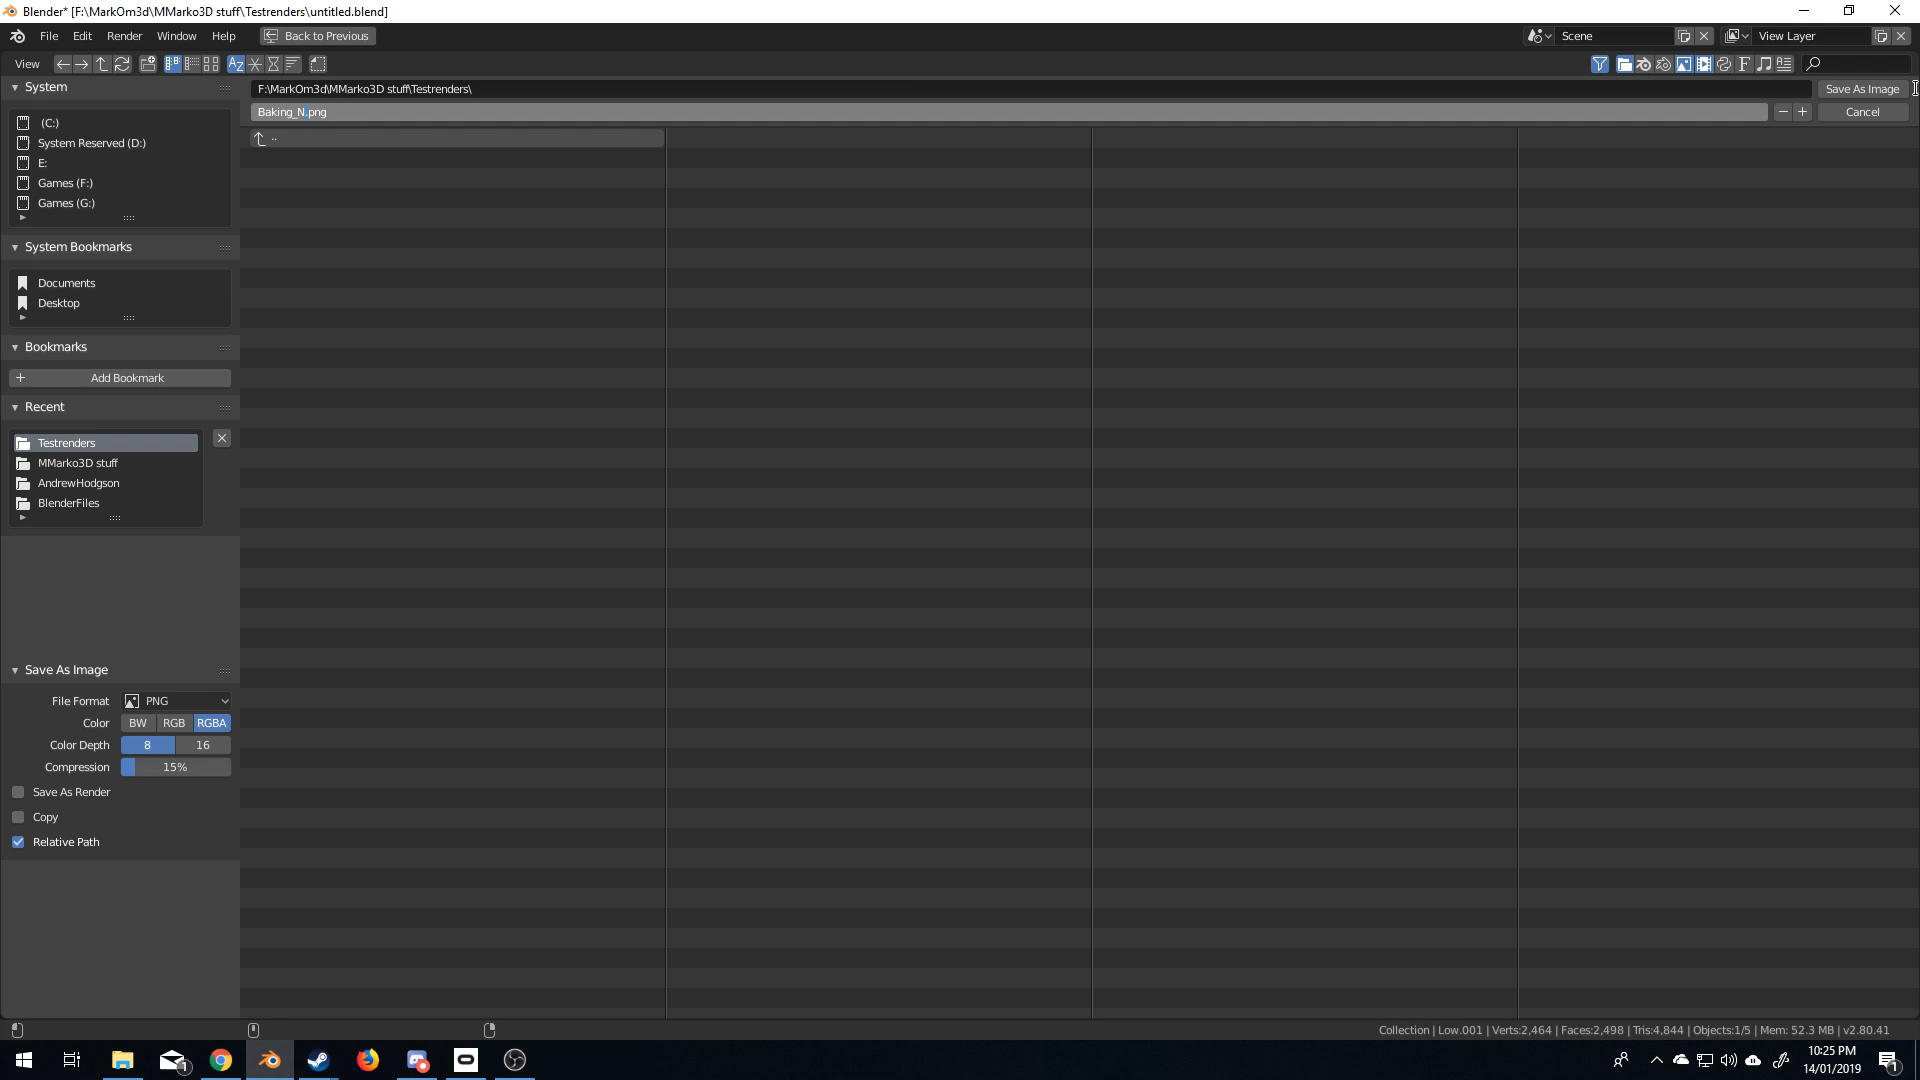 Blender* [F:\MarkOm3d\MMarko3D stuff\Testrenders\untitled.blend]
File Edit Render Window Help Back to Previous Scene View Layer
View
System
F:\MarkOm3d\MMarko3D stuff\Testrenders\ Save As Image
Baking_N.png Cancel
(C:)
..
System Reserved (D:)
E:
Games (F:)
Games (G:)
System Bookmarks
Documents
Desktop
Bookmarks
Add Bookmark
Recent
Testrenders
MMarko3D stuff
AndrewHodgson
BlenderFiles
Save As Image
File Format PNG
Color BW RGB RGBA
Color Depth 8 16
Compression 15%
Save As Render
Copy
Relative Path
Collection | Low.001 | Verts:2,464 | Faces:2,498 | Tris:4,844 | Objects:1/5 | Mem: 52.3 MB | v2.80.41
10:25 PM
14/01/2019
1
1